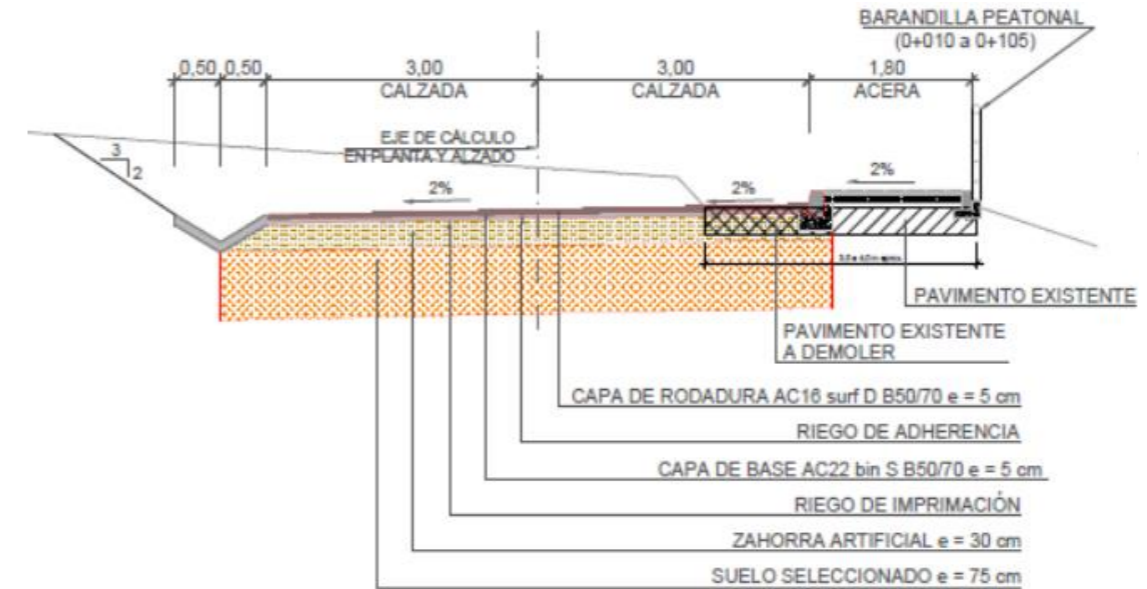 BARANDILLA PEATONAL
(0+010 a 0+105)
0,50 0,50 3,00 3,00 1,80
CALZADA CALZADA ACERA
EJE DE CÁLCULO
EN PLANTA Y ALZADO
3
2
2% 2% 2%
PAVIMENTO EXISTENTE
PAVIMENTO EXISTENTE
A DEMOLER
CAPA DE RODADURA AC16 surf D B50/70 e = 5 cm
RIEGO DE ADHERENCIA
CAPA DE BASE AC22 bin S B50/70 e = 5 cm
RIEGO DE IMPRIMACIÓN
ZAHORRA ARTIFICIAL e = 30 cm
SUELO SELECCIONADO e = 75 cm